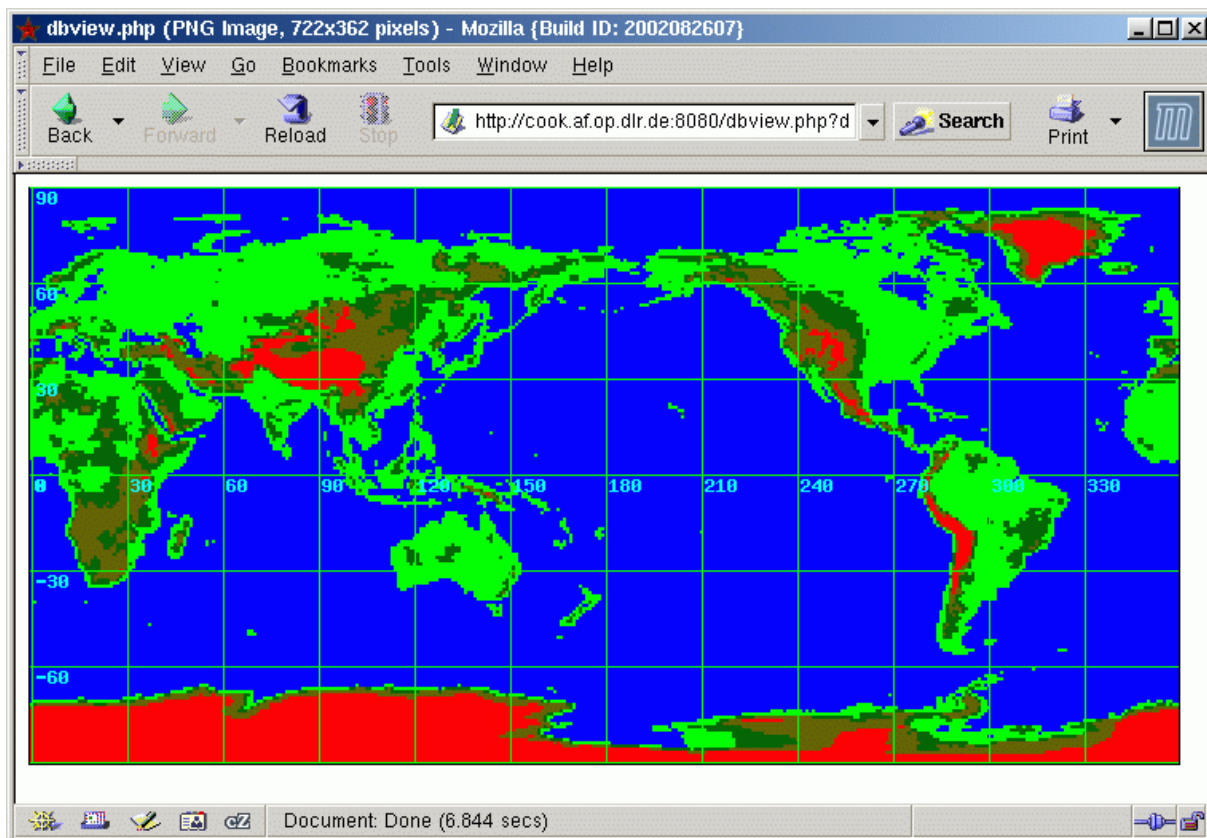 dbview.php (PNG Image, 722x362 pixels) - Mozilla {Build ID: 2002082607}
File Edit View Go Bookmarks Tools Window Help
Back Forward Reload Stop http://cook.af.op.dlr.de:8080/dbview.php?d Search Print
90
60
30
0 30 60 90 120 150 180 210 240 270 300 330
-30
-60
Document: Done (6.844 secs)